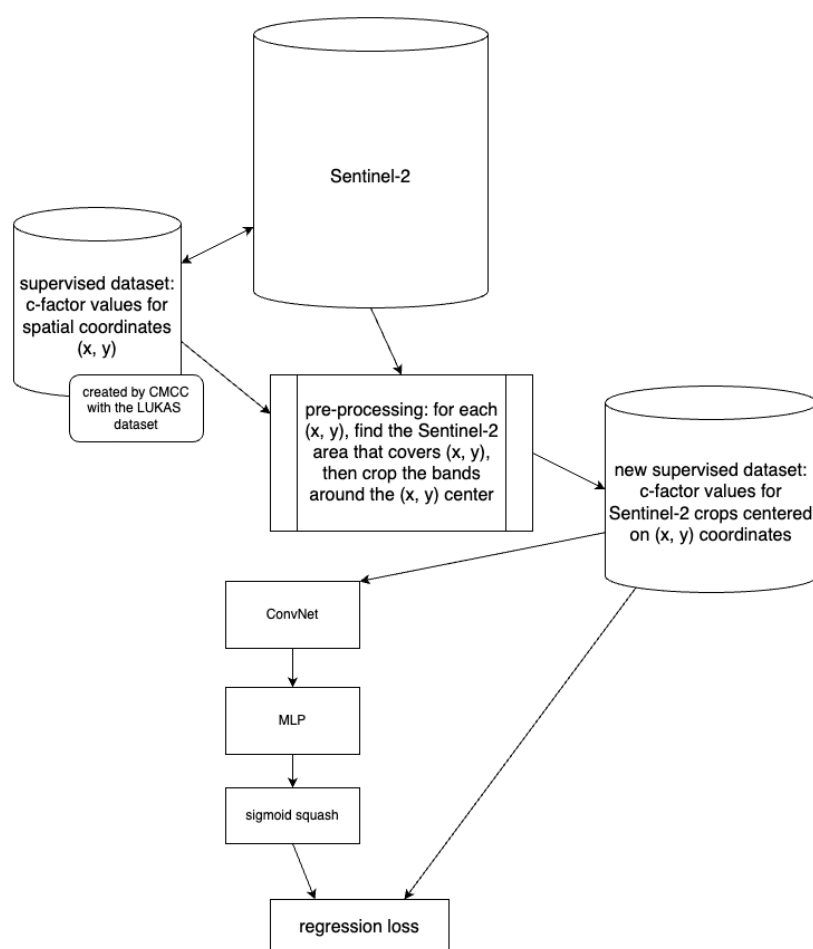 Sentinel-2
supervised dataset:
c-factor values for
spatial coordinates
(x, y)
created by CMCC
with the LUKAS
dataset
pre-processing: for each
(x, y), find the Sentinel-2
area that covers (x, y),
then crop the bands
around the (x, y) center
new supervised dataset:
c-factor values for
Sentinel-2 crops centered
on (x, y) coordinates
ConvNet
MLP
sigmoid squash
regression loss